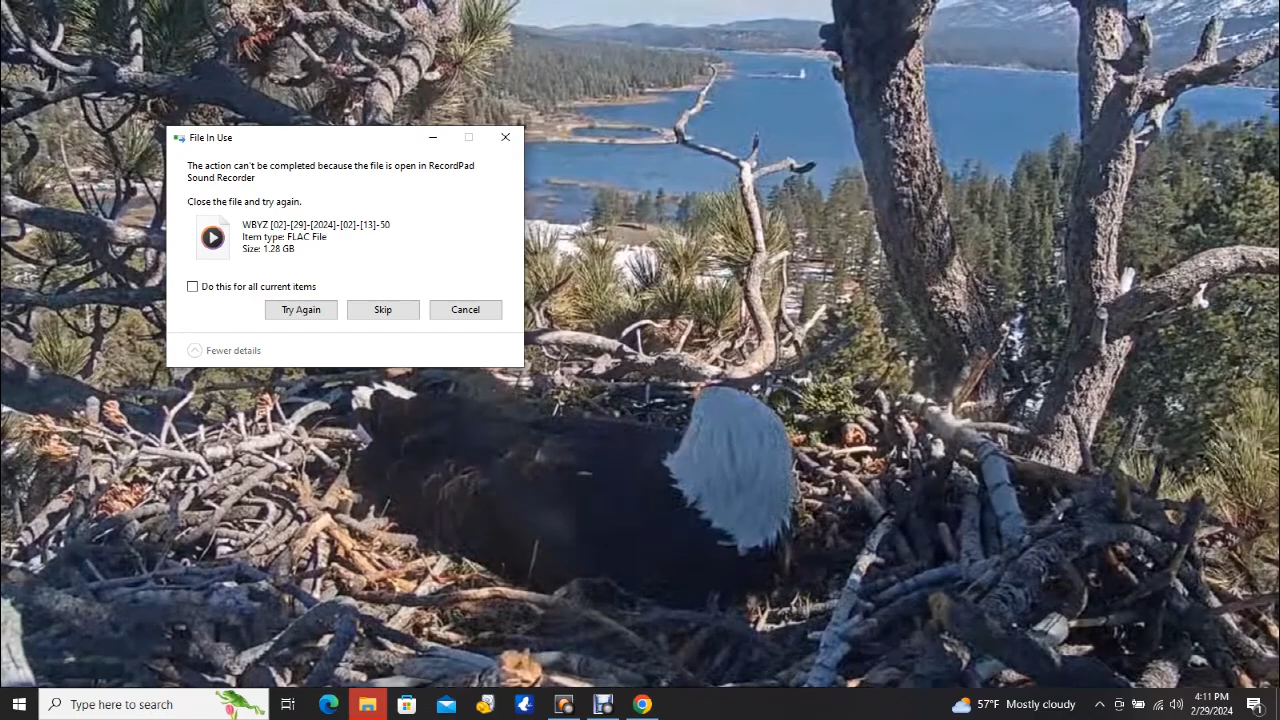 File In Use
The action can't be completed because the file is open in RecordPad
Sound Recorder
Close the file and try again.
WBYZ [02]-[29]-[2024]-[02]-[13]-50
Item type: FLAC File
Size: 1.28 GB
Do this for all current items
Try Again
Skip
Cancel
Fewer details
Type here to search
57°F Mostly cloudy
4:11 PM
2/29/2024
1